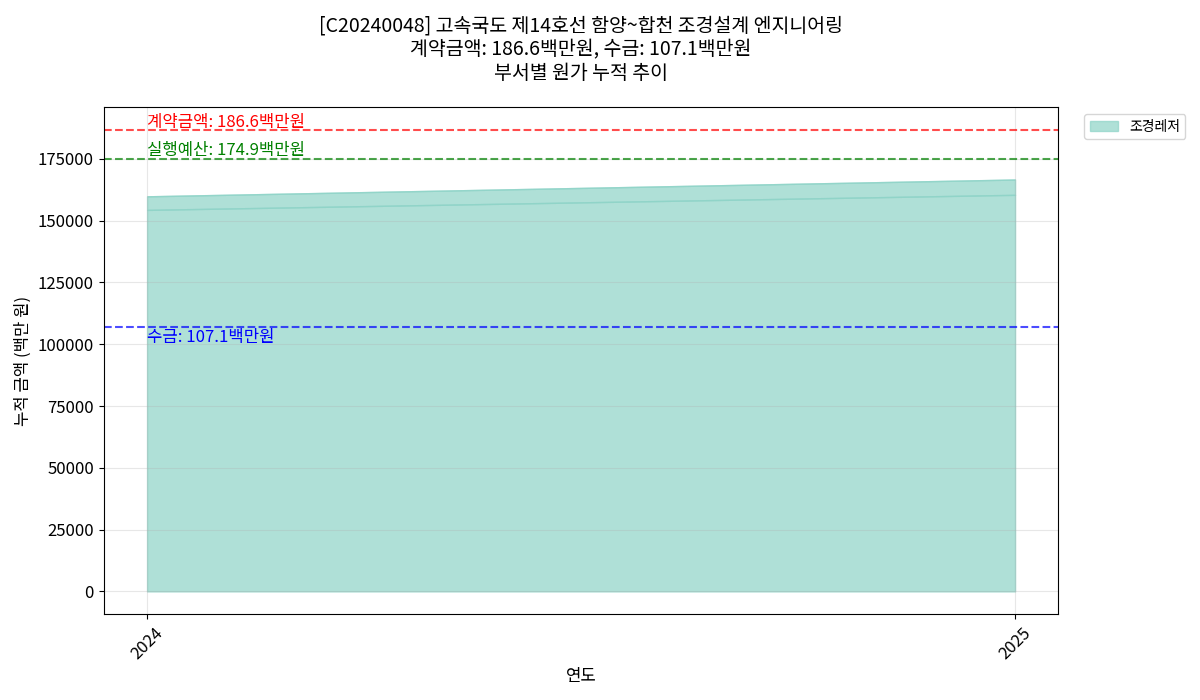 [C20240048] 고속국도 제14호선 함양~합천 조경설계 엔지니어링
계약금액: 186.6백만원, 수금: 107.1백만원
부서별 원가 누적 추이
계약금액: 186.6백만원
실행예산: 174.9백만원
수금: 107.1백만원
조경레저
175000
150000
125000
100000
75000
50000
25000
0
누적 금액 (백만 원)
2024
2025
연도